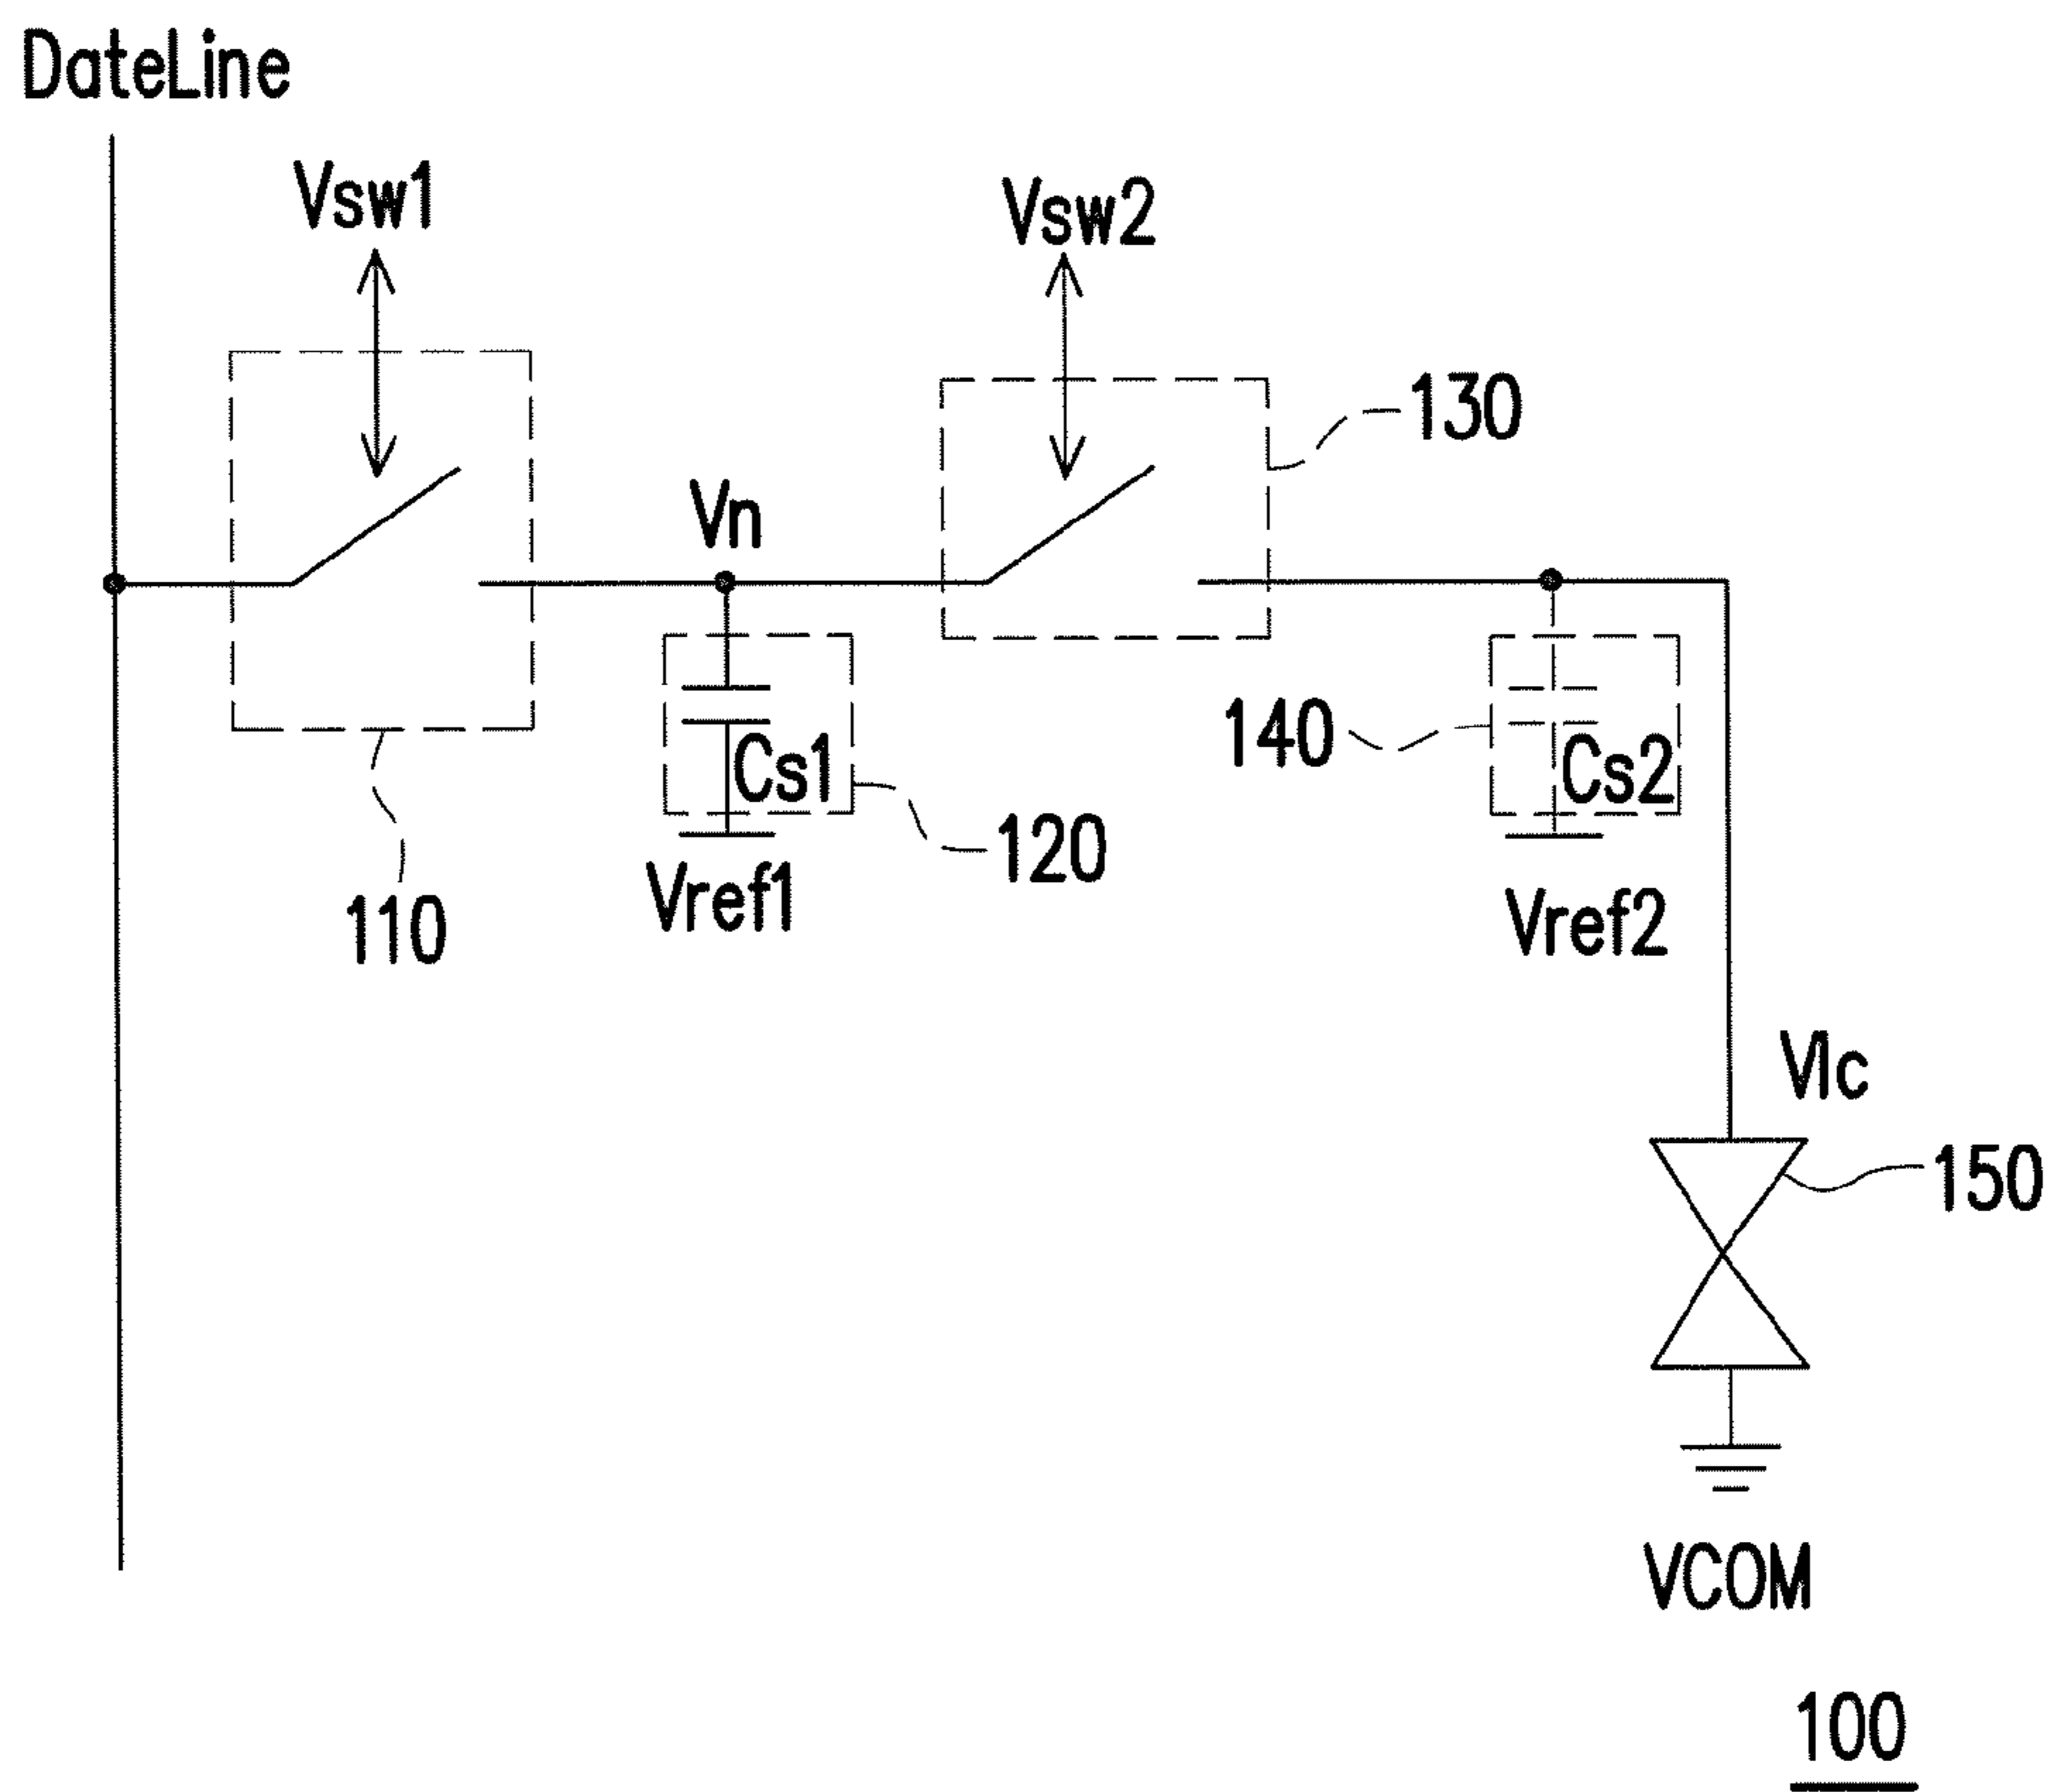 DateLine
Vsw1
Vsw2
130
Vn
140
Cs1
Cs2
120
Vref1
Vref2
110
Vlc
150
VCOM
100